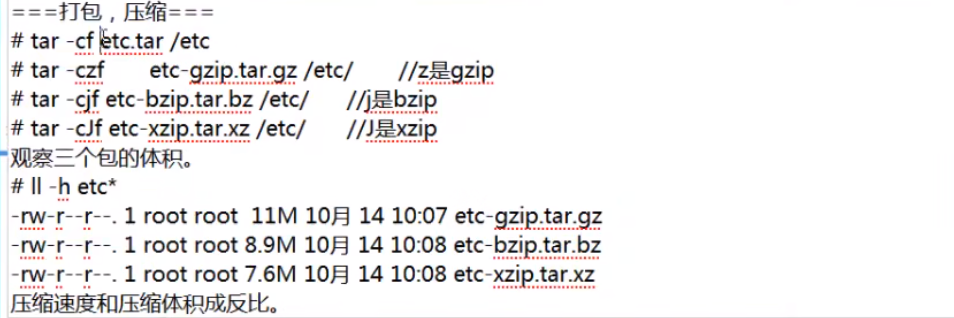 ===打包，压缩===
# tar -cf etc.tar /etc
# tar -czf etc-gzip.tar.gz /etc/ //z是gzip
# tar -cjf etc-bzip.tar.bz /etc/ //j是bzip
# tar -cJf etc-xzip.tar.xz /etc/ //J是xzip
观察三个包的体积。
# ll -h etc*
-rw-r--r--. 1 root root 11M 10月 14 10:07 etc-gzip.tar.gz
-rw-r--r--. 1 root root 8.9M 10月 14 10:08 etc-bzip.tar.bz
-rw-r--r--. 1 root root 7.6M 10月 14 10:08 etc-xzip.tar.xz
压缩速度和压缩体积成反比。